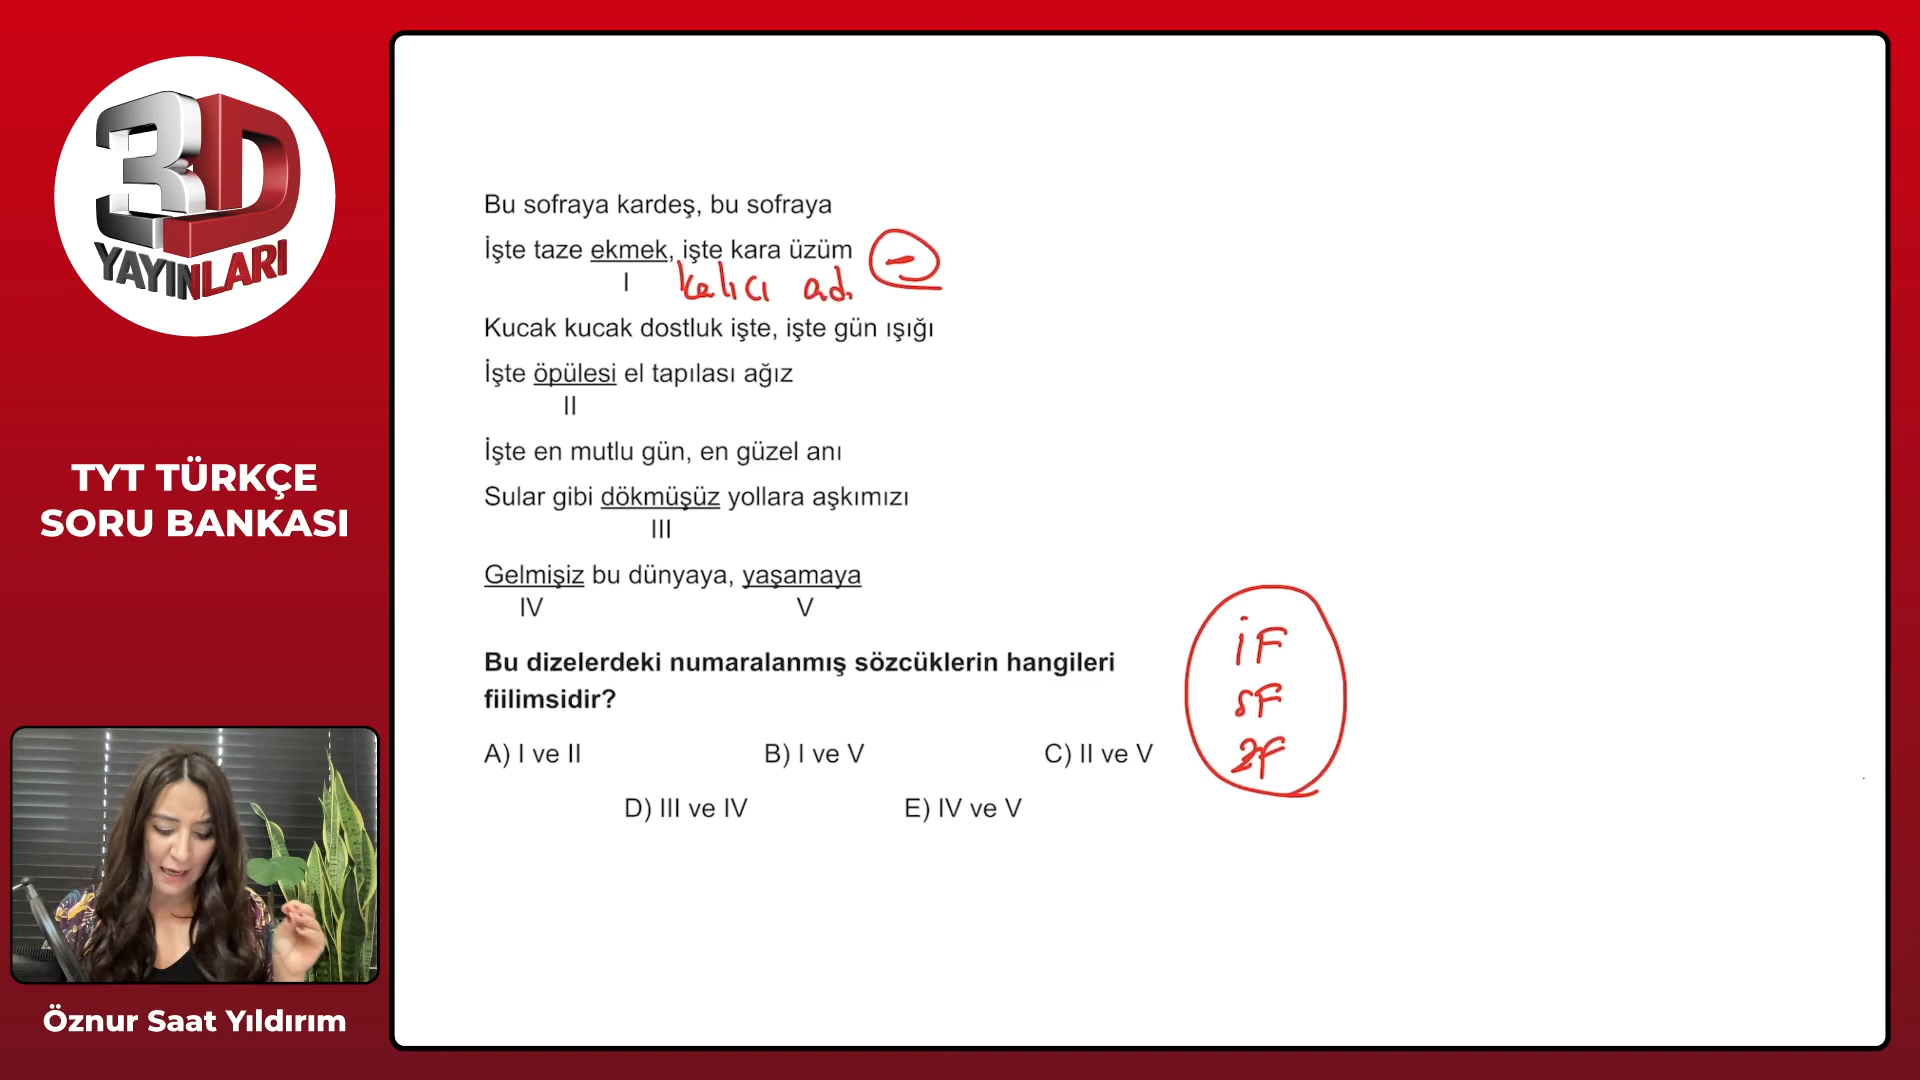 3D
YAYINLARI
TYT TÜRKÇE
SORU BANKASI
Öznur Saat Yıldırım
Bu sofraya kardeş, bu sofraya
İşte taze ekmek, işte kara üzüm
I kalıcı ad.
Kucak kucak dostluk işte, işte gün ışığı
İşte öpülesi el tapılası ağız
II
İşte en mutlu gün, en güzel anı
Sular gibi dökmüşüz yollara aşkımızı
III
Gelmişiz bu dünyaya, yaşamaya
IV V
Bu dizelerdeki numaralanmış sözcüklerin hangileri
fiilimsidir?
A) I ve II B) I ve V C) II ve V
D) III ve IV E) IV ve V
İF
SF
ZF